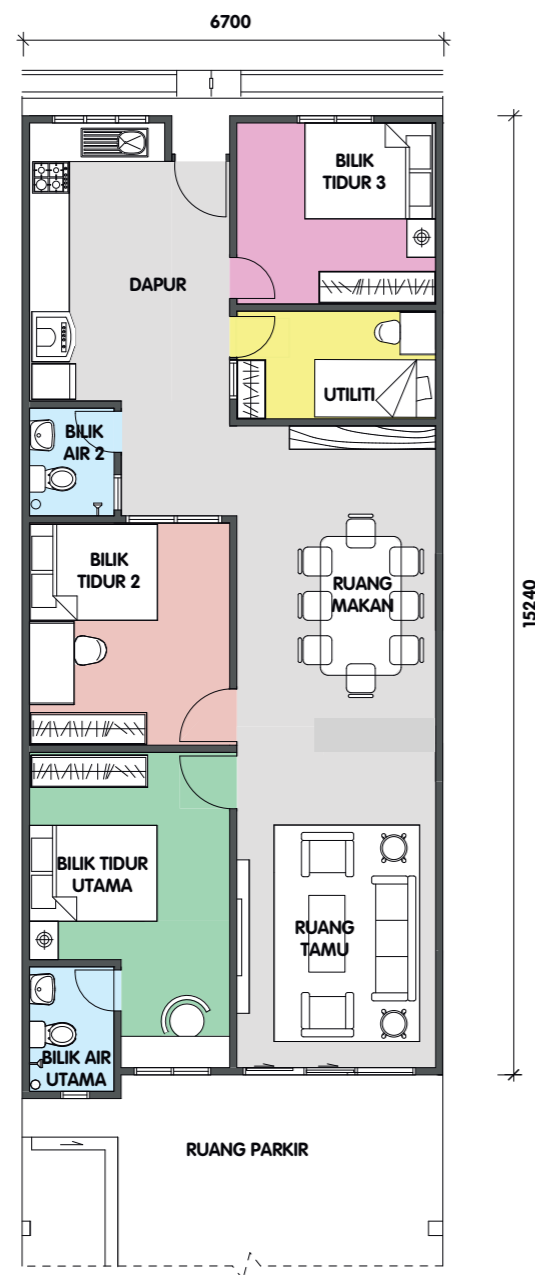 6700
BILIK
TIDUR 3
DAPUR
UTILITI
BILIK
AIR 2
BILIK
TIDUR 2
RUANG
MAKAN
15240
BILIK TIDUR
UTAMA
RUANG
TAMU
BILIK AIR
UTAMA
RUANG PARKIR